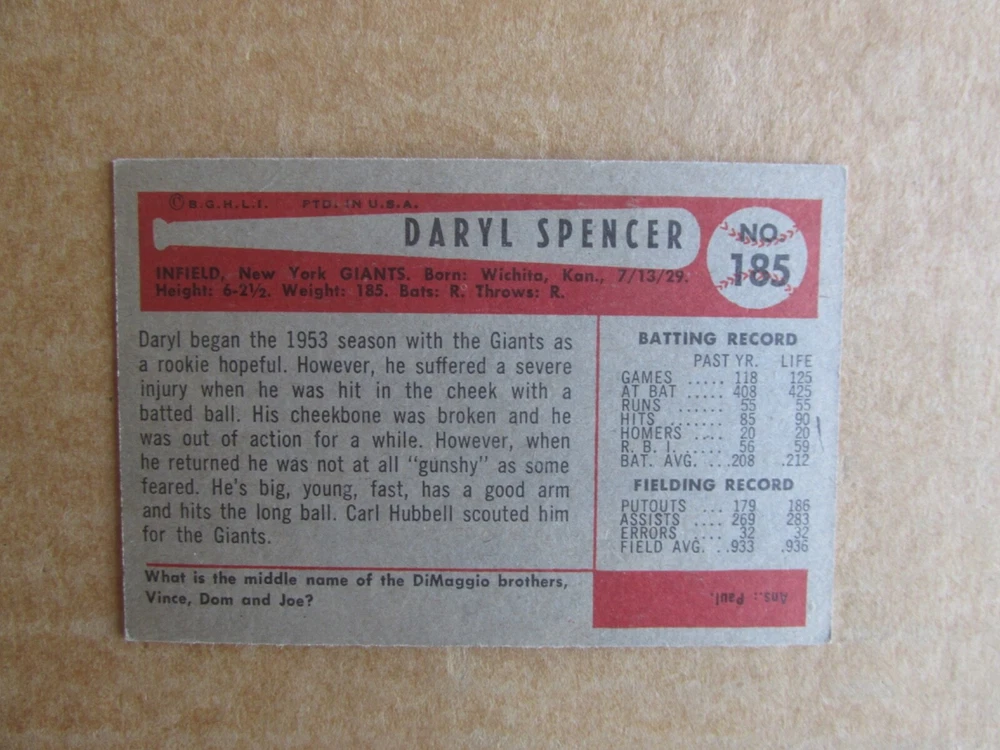 © B.G.H.L.I. PTD. IN U.S.A.
DARYL SPENCER
NO.
185
INFIELD, New York GIANTS. Born: Wichita, Kan., 7/13/29.
Height: 6-2½. Weight: 185. Bats: R. Throws: R.
Daryl began the 1953 season with the Giants as
a rookie hopeful. However, he suffered a severe
injury when he was hit in the cheek with a
batted ball. His cheekbone was broken and he
was out of action for a while. However, when
he returned he was not at all "gunshy" as some
feared. He's big, young, fast, has a good arm
and hits the long ball. Carl Hubbell scouted him
for the Giants.
BATTING RECORD
PAST YR. LIFE
GAMES ..... 118 125
AT BAT ..... 408 425
RUNS ...... 55 55
HITS ....... 85 90
HOMERS .... 20 20
R. B. I. ..... 56 59
BAT. AVG. ...208 .212
FIELDING RECORD
PUTOUTS ... 179 186
ASSISTS .... 269 283
ERRORS .... 32 32
FIELD AVG. ..933 .936
What is the middle name of the DiMaggio brothers,
Vince, Dom and Joe?
Ans.: Paul.